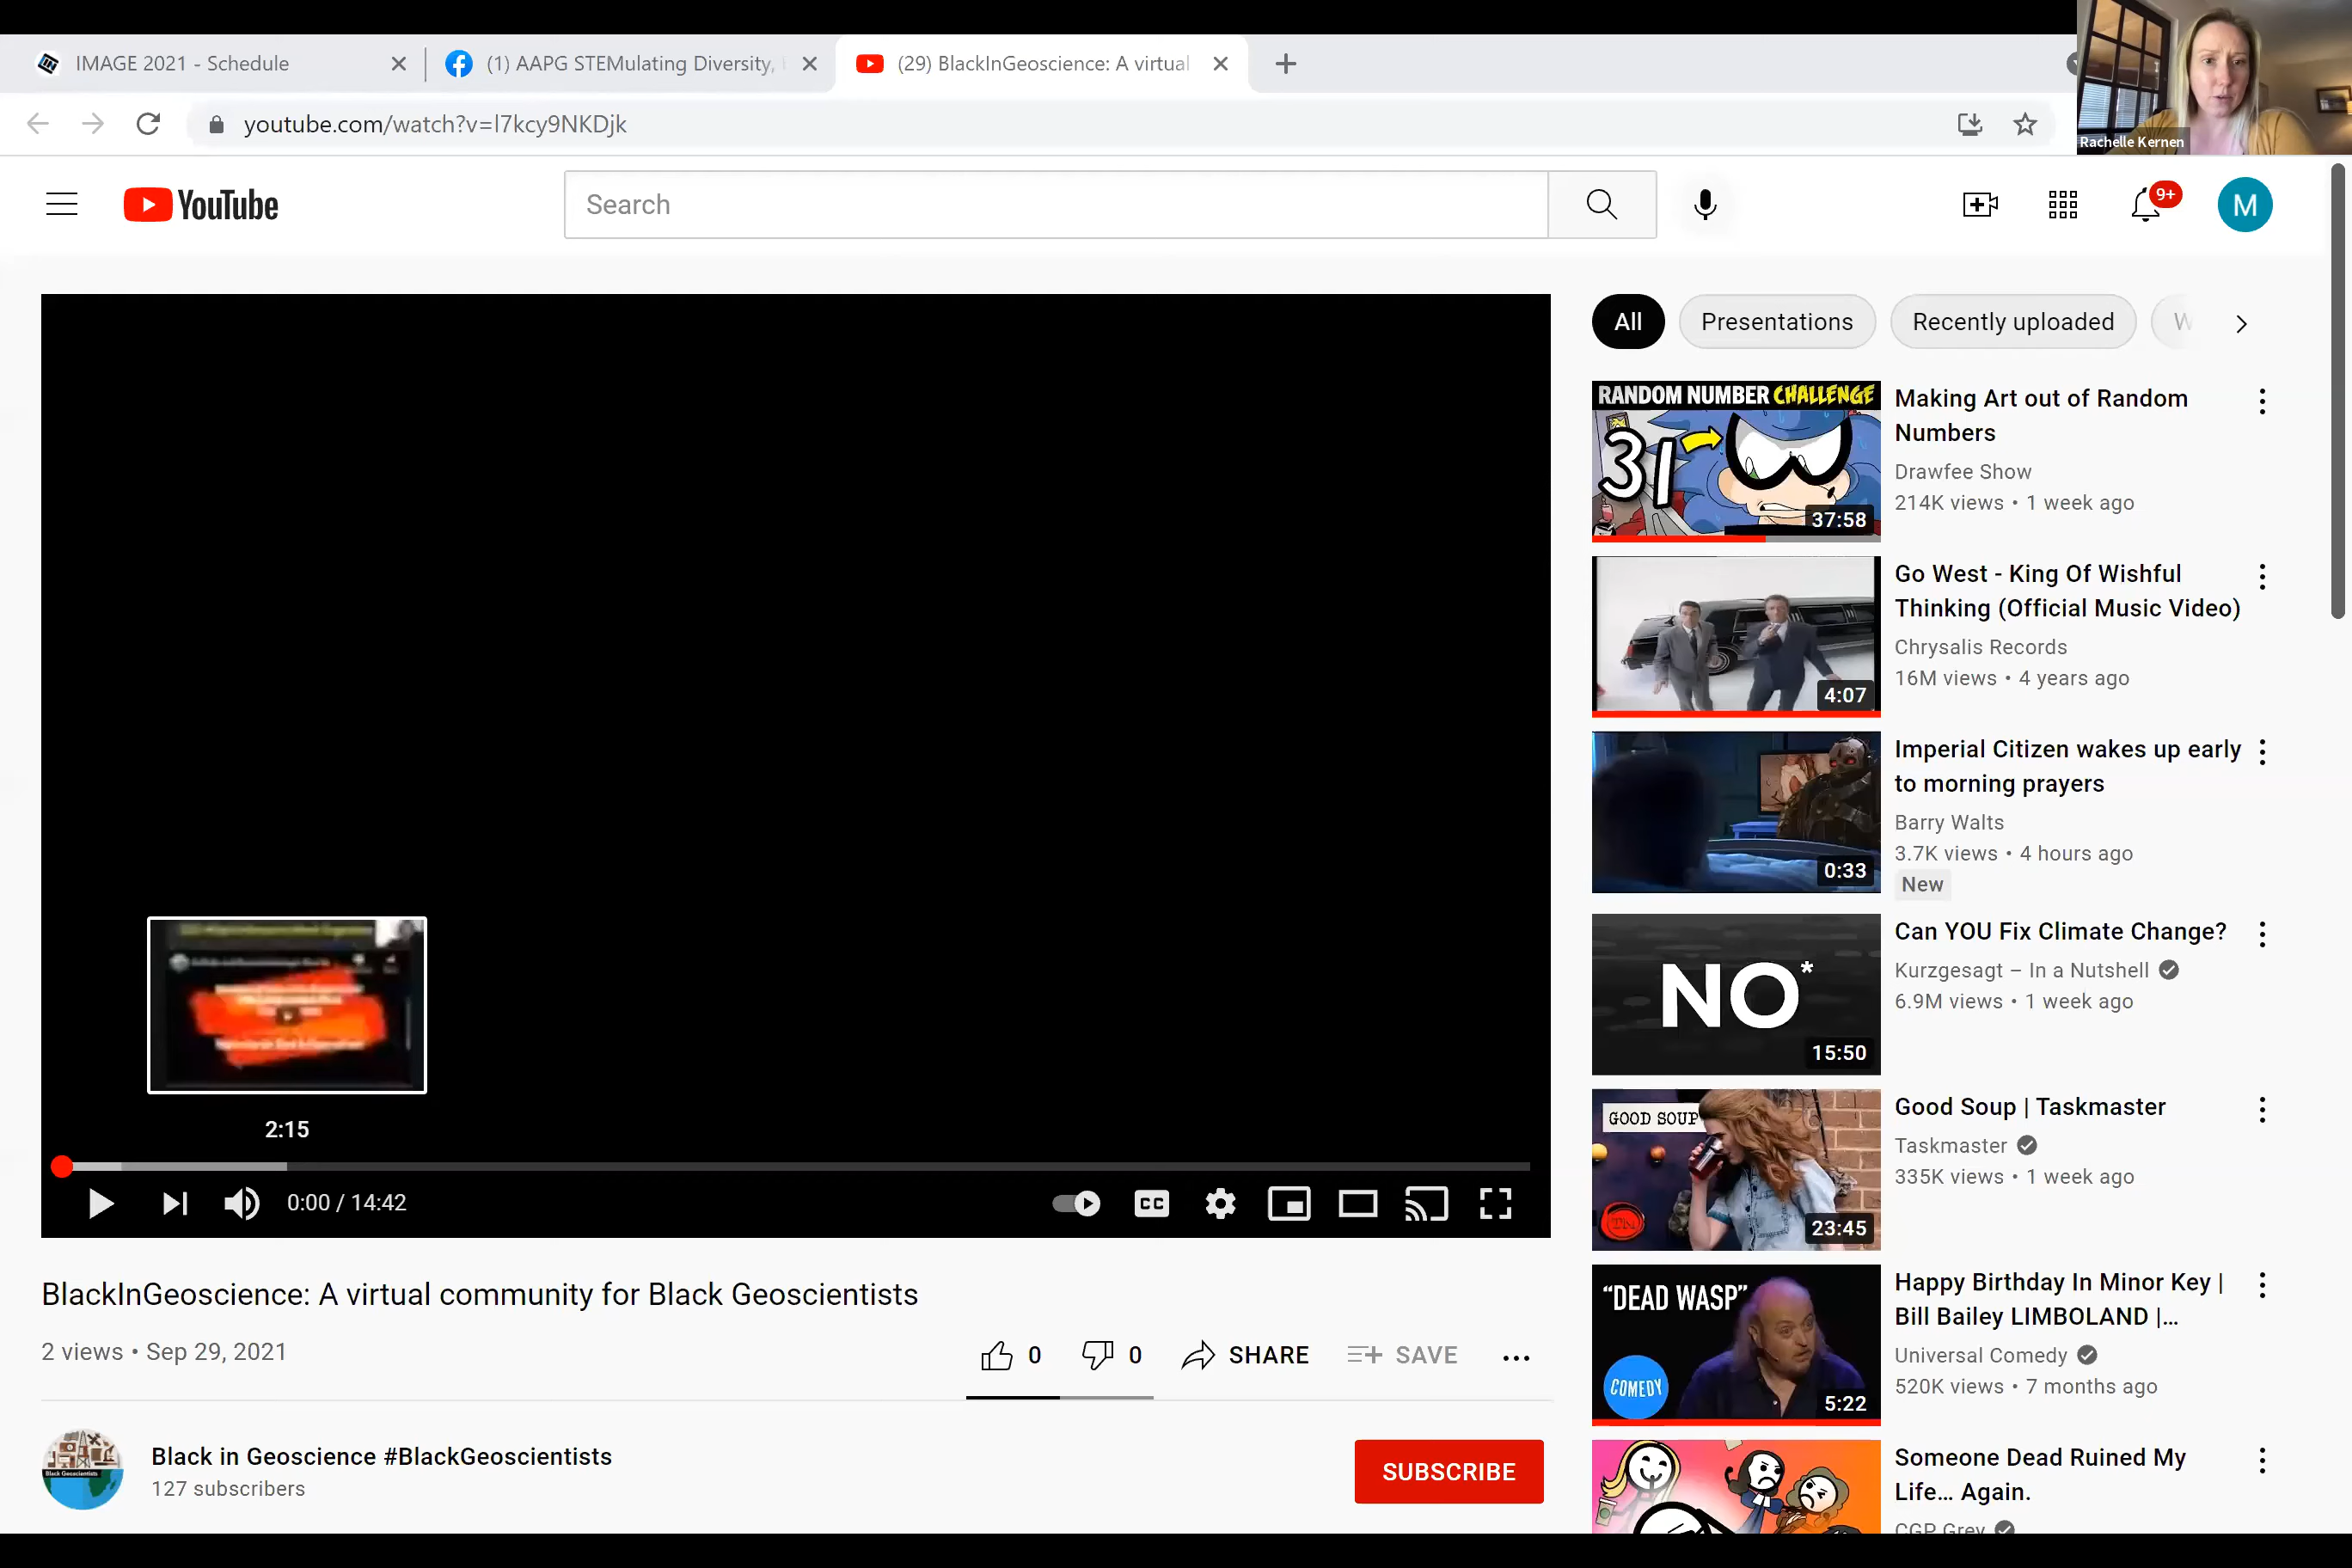 IMAGE 2021 - Schedule
(1) AAPG STEMulating Diversity,
(29) BlackInGeoscience: A virtual
youtube.com/watch?v=l7kcy9NKDjk
Rachelle Kernen
YouTube
Search
9+
M
All
Presentations
Recently uploaded
W
RANDOM NUMBER CHALLENGE
31
37:58
Making Art out of Random
Numbers
Drawfee Show
214K views • 1 week ago
4:07
Go West - King Of Wishful
Thinking (Official Music Video)
Chrysalis Records
16M views • 4 years ago
0:33
Imperial Citizen wakes up early
to morning prayers
Barry Walts
3.7K views • 4 hours ago
New
NO*
15:50
Can YOU Fix Climate Change?
Kurzgesagt – In a Nutshell
6.9M views • 1 week ago
GOOD SOUP
23:45
Good Soup | Taskmaster
Taskmaster
335K views • 1 week ago
"DEAD WASP"
COMEDY
5:22
Happy Birthday In Minor Key |
Bill Bailey LIMBOLAND |...
Universal Comedy
520K views • 7 months ago
Someone Dead Ruined My
Life... Again.
CGP Grey
2:15
0:00 / 14:42
CC
BlackInGeoscience: A virtual community for Black Geoscientists
2 views • Sep 29, 2021
0
0
SHARE
SAVE
Black Geoscientists
Black in Geoscience #BlackGeoscientists
127 subscribers
SUBSCRIBE